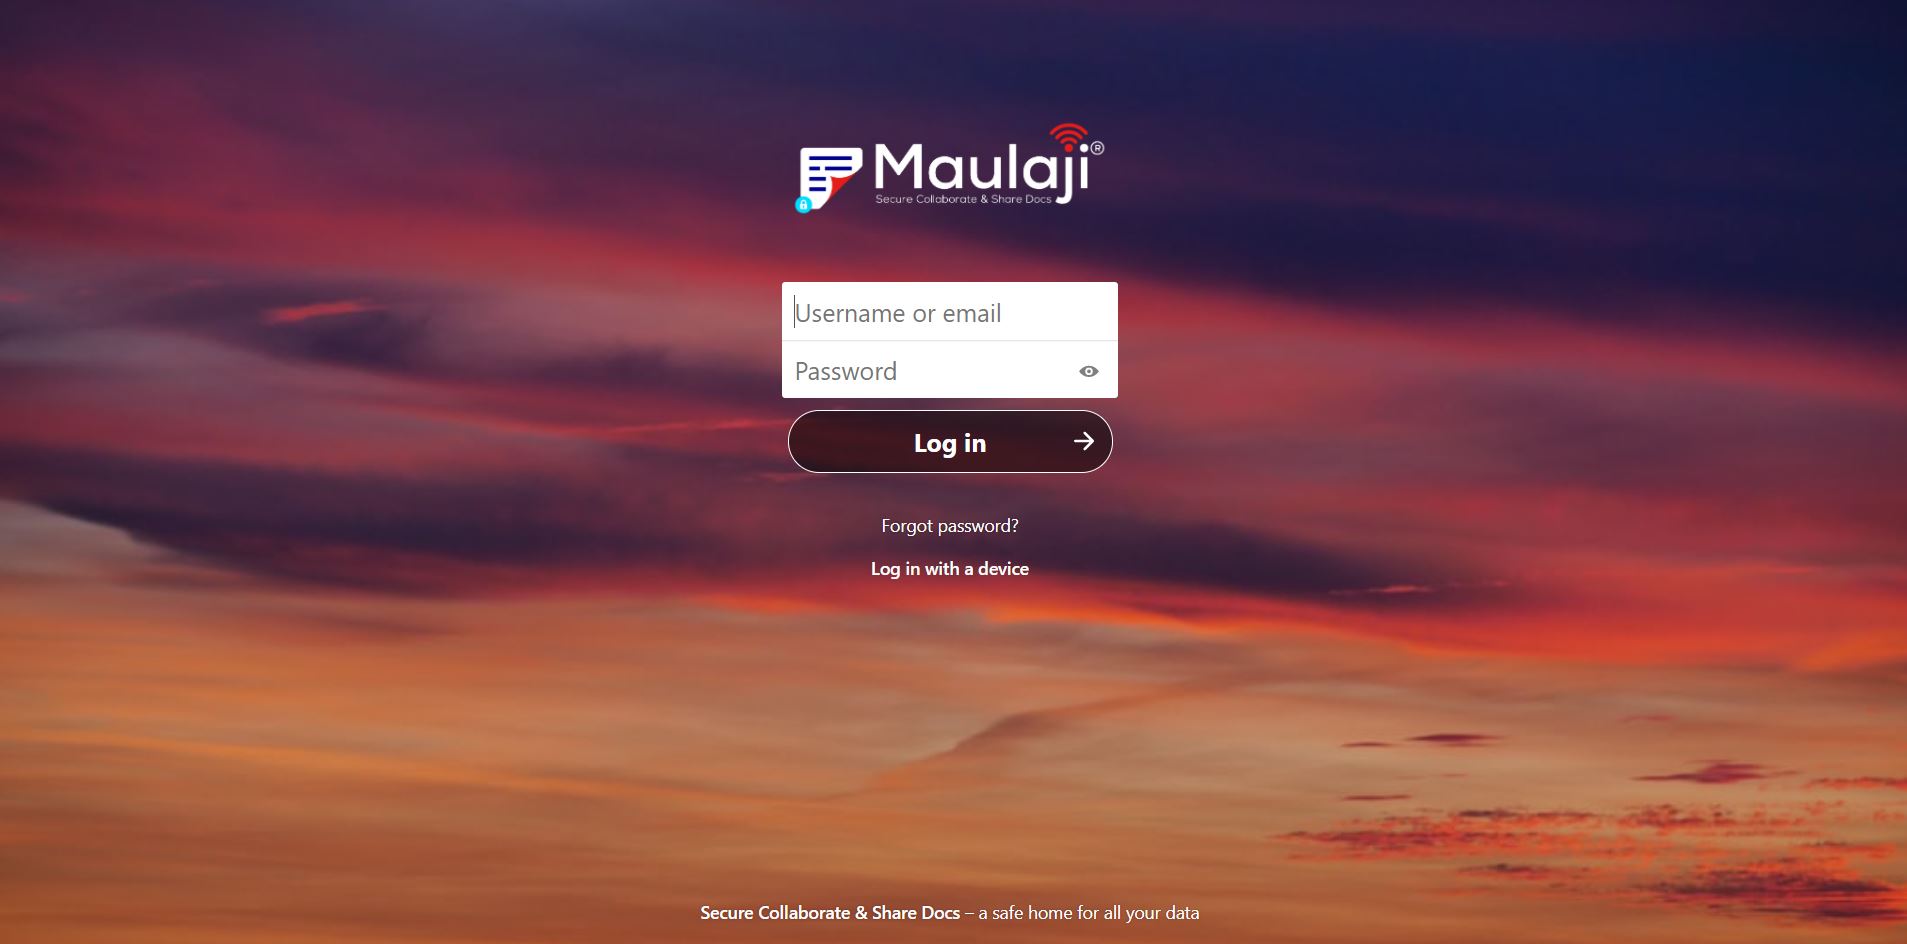 Maulaji®
Secure Collaborate & Share Docs
Username or email
Password
Log in
Forgot password?
Log in with a device
Secure Collaborate & Share Docs – a safe home for all your data